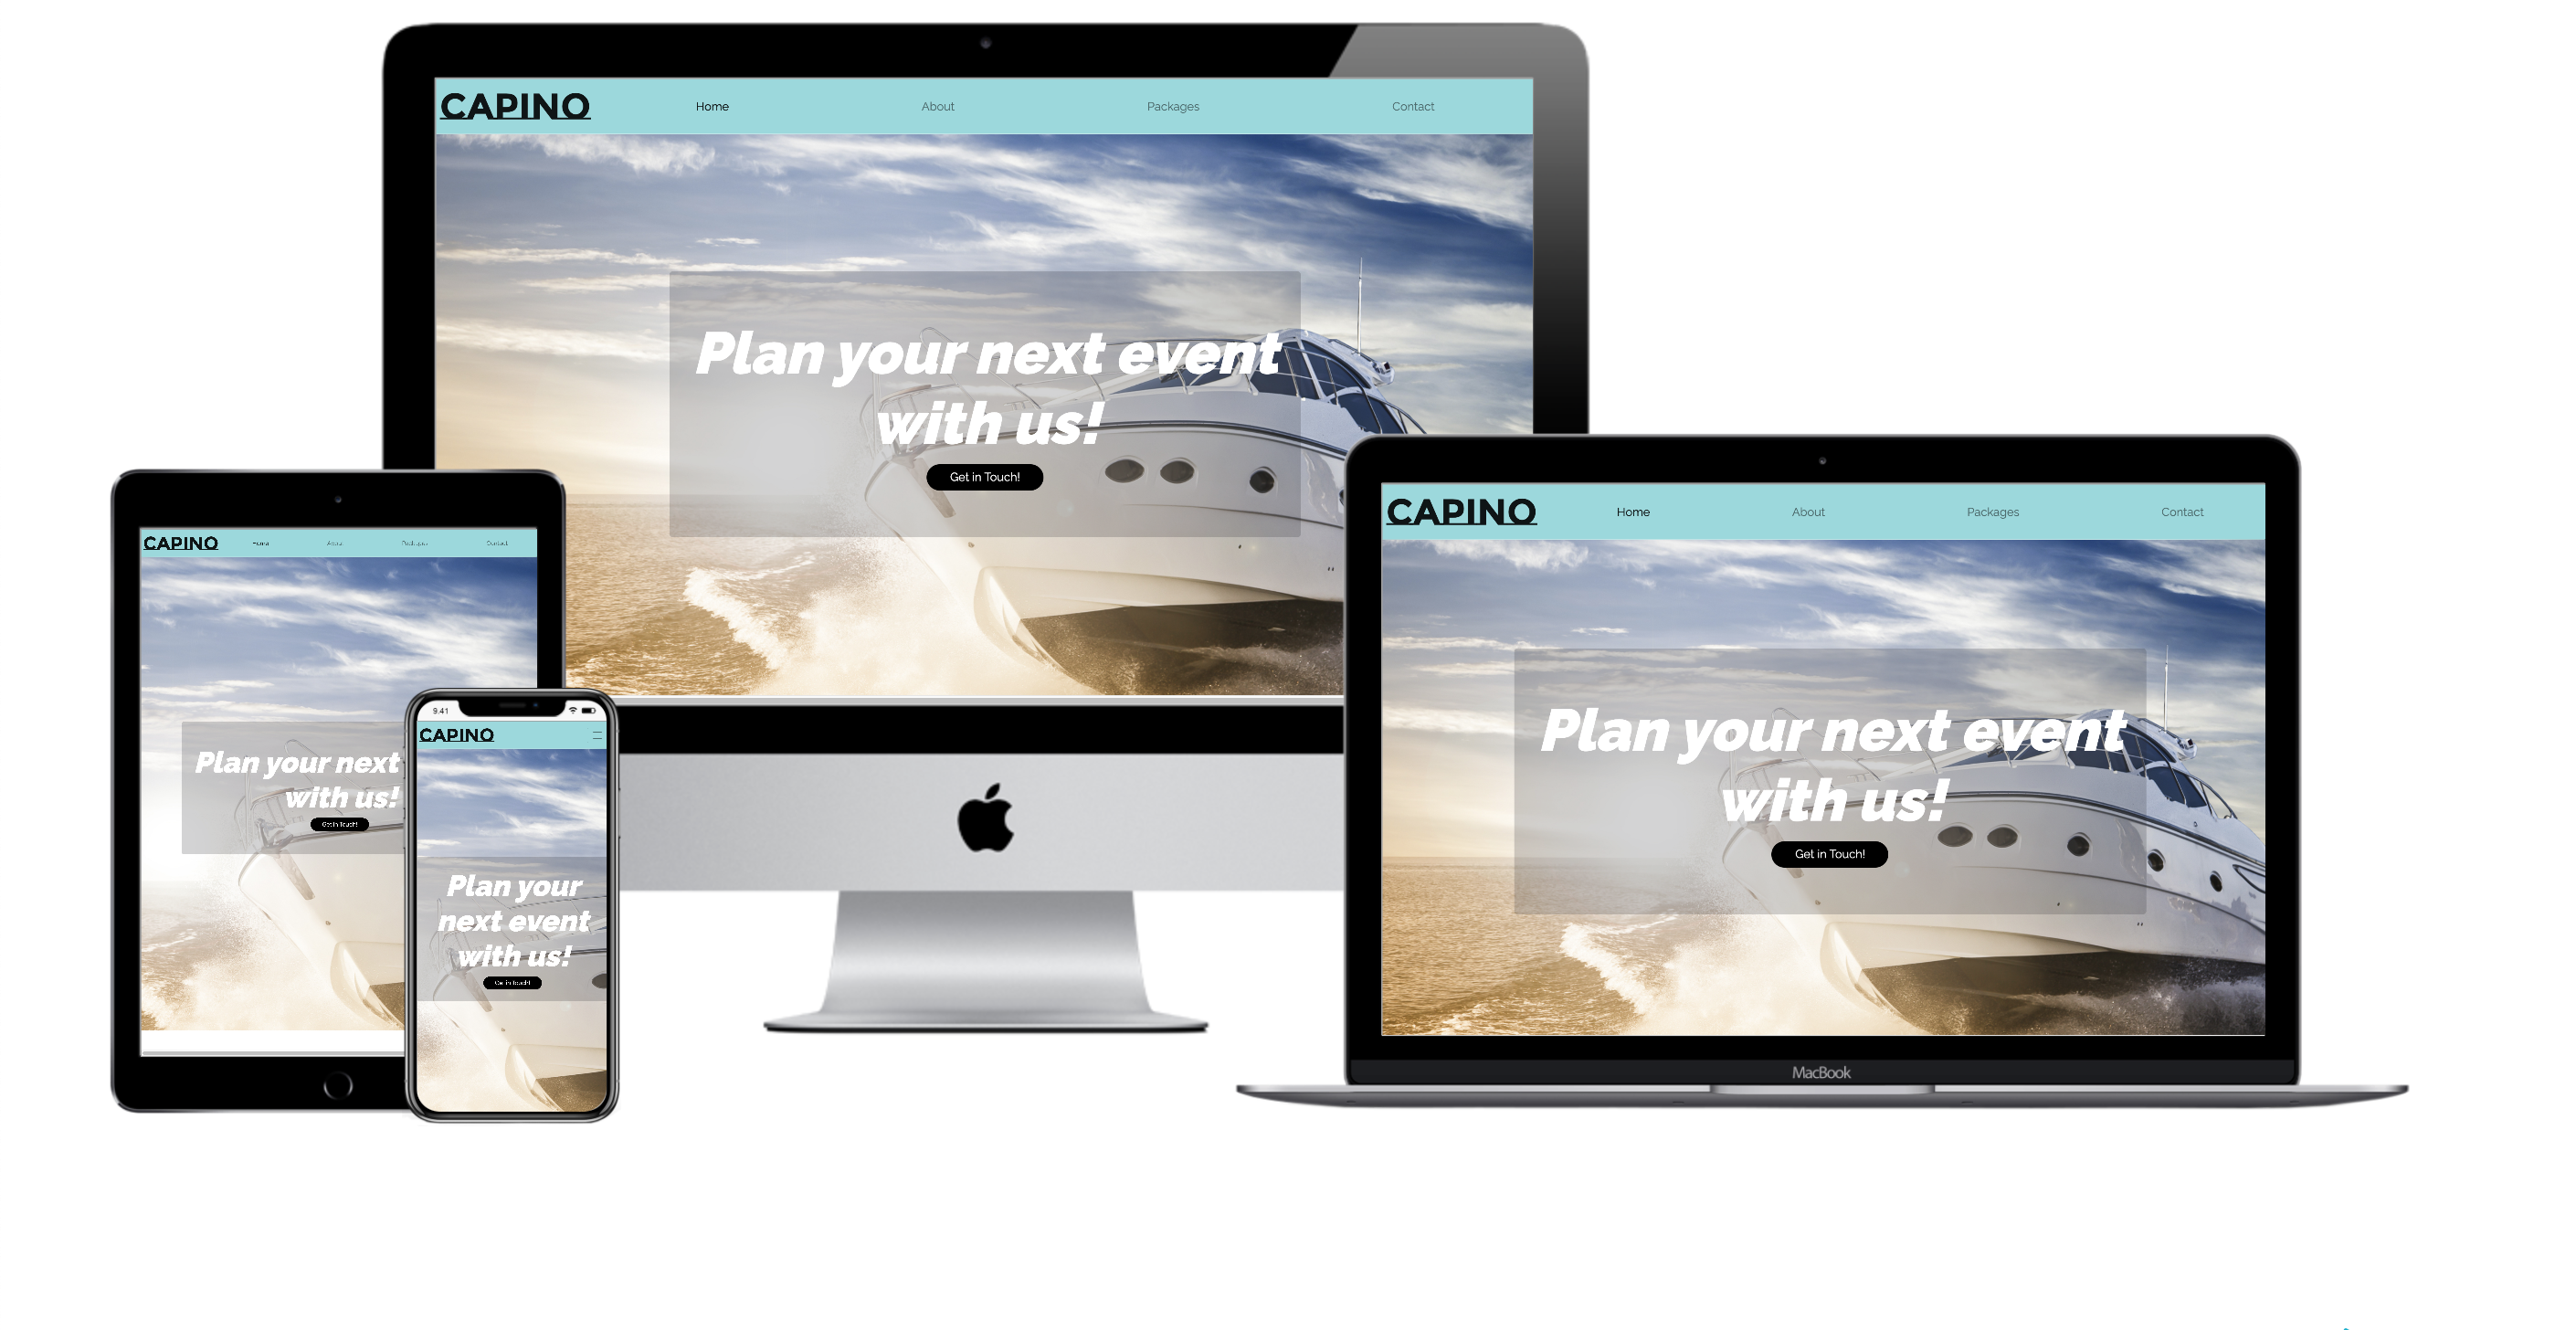 CAPINO
Home About Packages Contact
Plan your next event
with us!
Get in Touch!
CAPINO
Home About Packages Contact
Plan your next
with us!
Get in Touch!
9.41
CAPINO
Plan your
next event
with us!
Get in Touch!
CAPINO
Home About Packages Contact
Plan your next event
with us!
Get in Touch!
MacBook